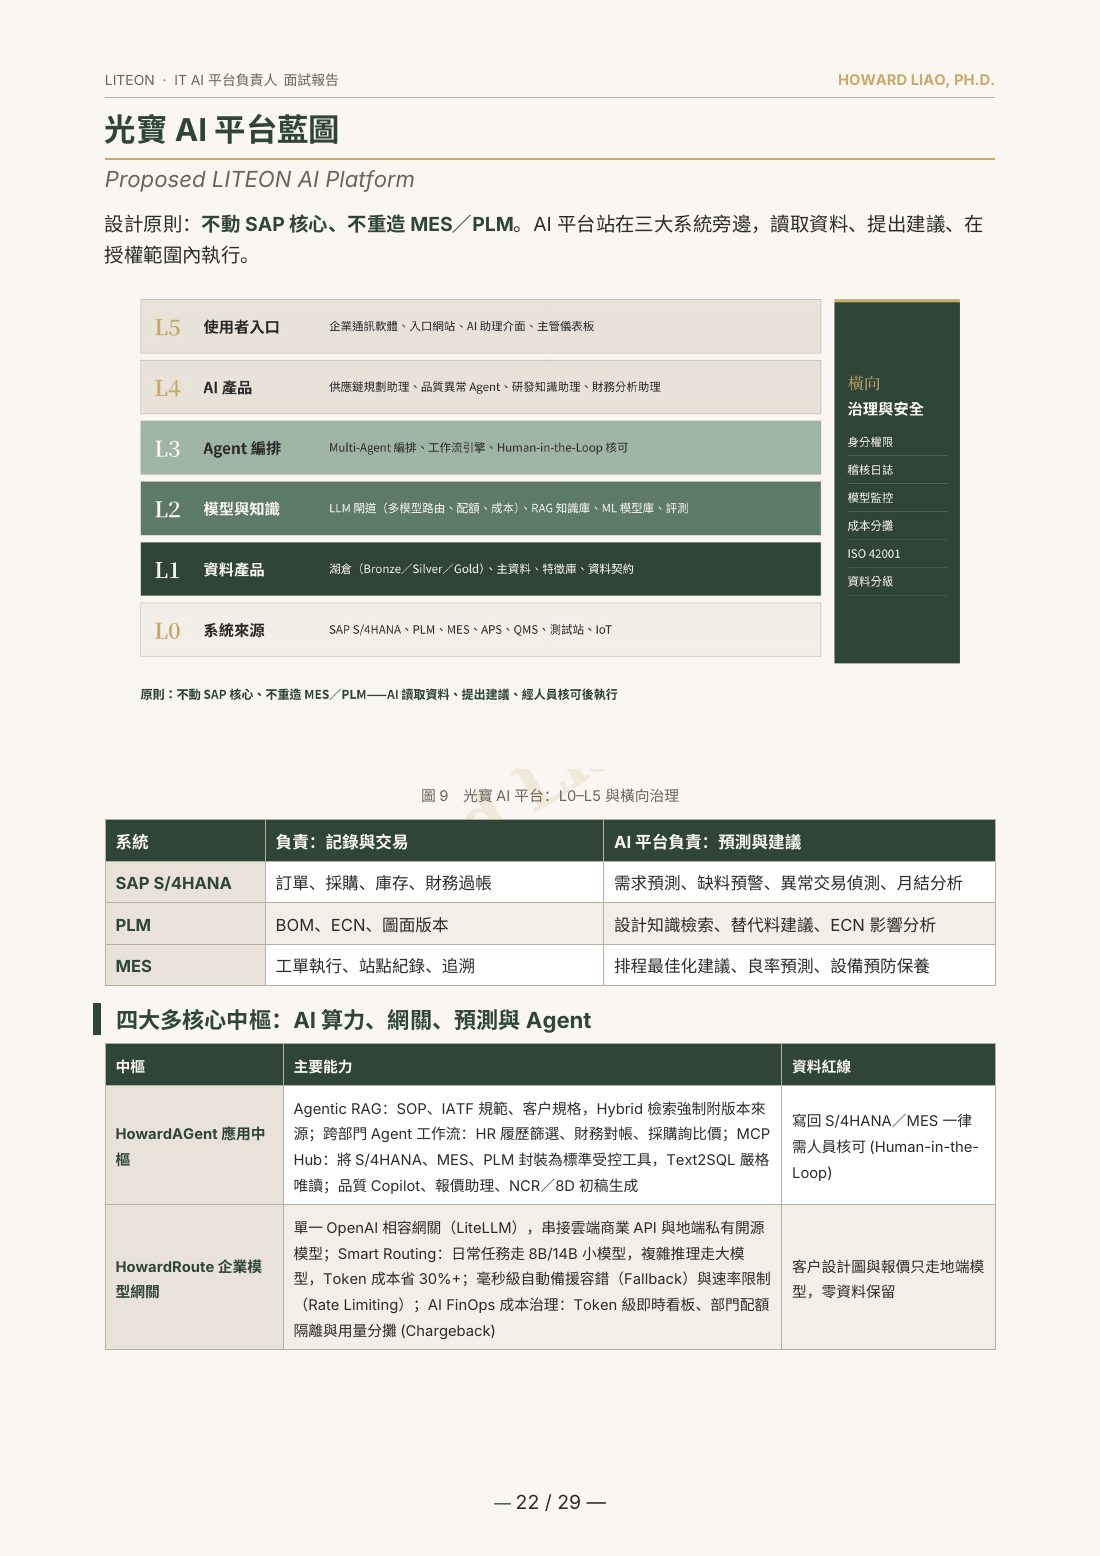 LITEON · IT AI 平台負責人 面試報告
HOWARD LIAO, PH.D.
光寶 AI 平台藍圖
Proposed LITEON AI Platform
設計原則：不動 SAP 核心、不重造 MES／PLM。AI 平台站在三大系統旁邊，讀取資料、提出建議、在
授權範圍內執行。
L5 使用者入口 企業通訊軟體、入口網站、AI 助理介面、主管儀表板
L4 AI 產品 供應鏈規劃助理、品質異常 Agent、研發知識助理、財務分析助理
L3 Agent 編排 Multi-Agent 編排、工作流引擎、Human-in-the-Loop 核可
L2 模型與知識 LLM 閘道（多模型路由、配額、成本）、RAG 知識庫、ML 模型庫、評測
L1 資料產品 湖倉（Bronze／Silver／Gold）、主資料、特徵庫、資料契約
L0 系統來源 SAP S/4HANA、PLM、MES、APS、QMS、測試站、IoT
橫向
治理與安全
身分權限
稽核日誌
模型監控
成本分攤
ISO 42001
資料分級
原則：不動 SAP 核心、不重造 MES／PLM——AI 讀取資料、提出建議、經人員核可後執行
圖 9 光寶 AI 平台：L0–L5 與橫向治理
系統 負責：記錄與交易 AI 平台負責：預測與建議
SAP S/4HANA 訂單、採購、庫存、財務過帳 需求預測、缺料預警、異常交易偵測、月結分析
PLM BOM、ECN、圖面版本 設計知識檢索、替代料建議、ECN 影響分析
MES 工單執行、站點紀錄、追溯 排程最佳化建議、良率預測、設備預防保養
四大多核心中樞：AI 算力、網關、預測與 Agent
中樞 主要能力 資料紅線
HowardAGent 應用中
樞
Agentic RAG：SOP、IATF 規範、客户規格，Hybrid 檢索強制附版本來
源；跨部門 Agent 工作流：HR 履歷篩選、財務對帳、採購詢比價；MCP
Hub：將 S/4HANA、MES、PLM 封裝為標準受控工具，Text2SQL 嚴格
唯讀；品質 Copilot、報價助理、NCR／8D 初稿生成
寫回 S/4HANA／MES 一律
需人員核可 (Human-in-the-
Loop)
HowardRoute 企業模
型網關
單一 OpenAI 相容網關（LiteLLM），串接雲端商業 API 與地端私有開源
模型；Smart Routing：日常任務走 8B/14B 小模型，複雜推理走大模
型，Token 成本省 30%+；毫秒級自動備援容錯（Fallback）與速率限制
（Rate Limiting）；AI FinOps 成本治理：Token 級即時看板、部門配額
隔離與用量分攤 (Chargeback)
客户設計圖與報價只走地端模
型，零資料保留
— 22 / 29 —